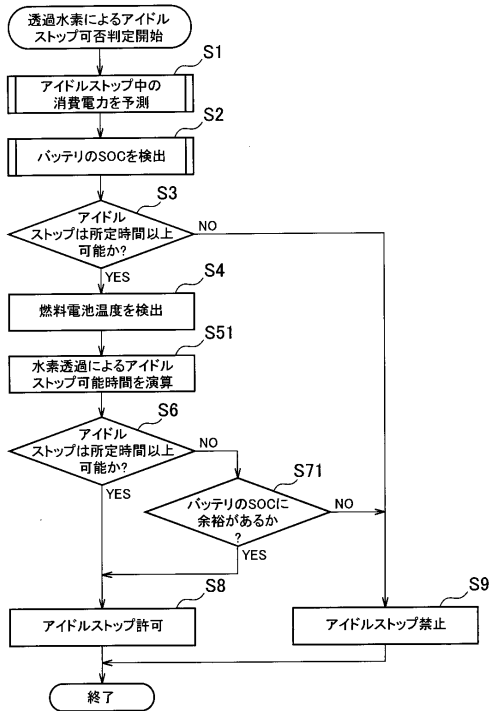 透過水素によるアイドル
ストップ可否判定開始
S1
アイドルストップ中の
消費電力を予測
S2
バッテリのSOCを検出
S3
アイドル
ストップは所定時間以上
可能か?
NO
YES
S4
燃料電池温度を検出
S51
水素透過によるアイドル
ストップ可能時間を演算
S6
アイドル
ストップは所定時間以上
可能か?
NO
YES
S71
バッテリのSOCに
余裕があるか
?
NO
YES
S8
アイドルストップ許可
S9
アイドルストップ禁止
終了